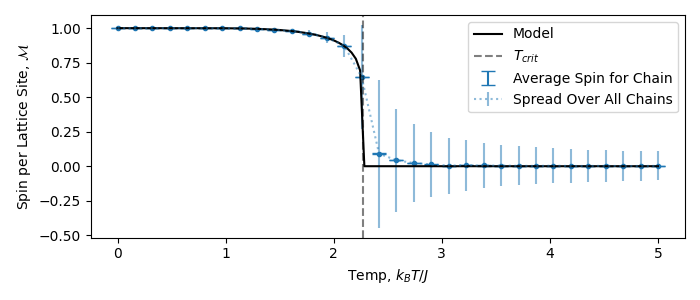 1.00
0.75
0.50
0.25
0.00
−0.25
−0.50
Spin per Lattice Site, ℳ
Model
T_crit
Average Spin for Chain
Spread Over All Chains
0 1 2 3 4 5
Temp, k_BT/J